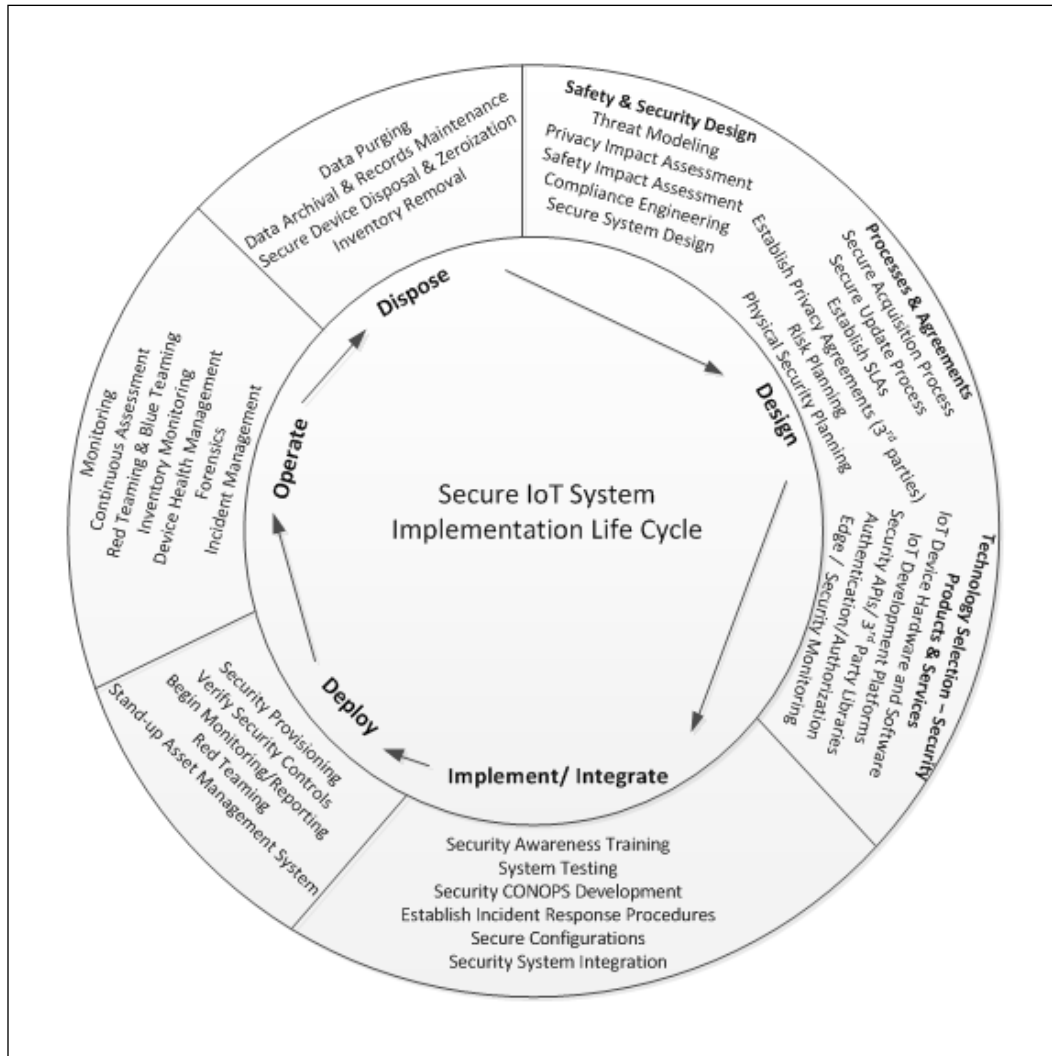 Safety & Security Design
Threat Modeling
Privacy Impact Assessment
Safety Impact Assessment
Compliance Engineering
Secure System Design
Processes & Agreements
Secure Acquisition Process
Secure Update Process
Establish SLAs
Establish Privacy Agreements (3rd parties)
Risk Planning
Physical Security Planning
Technology Selection – Security
Products & Services
IoT Device Hardware and Software
IoT Development Platforms
Security APIs/ 3rd Party Libraries
Authentication/Authorization
Edge / Security Monitoring
Security Awareness Training
System Testing
Security CONOPS Development
Establish Incident Response Procedures
Secure Configurations
Security System Integration
Security Provisioning
Verify Security Controls
Begin Monitoring/Reporting
Red Teaming
Stand-up Asset Management System
Monitoring
Continuous Assessment
Red Teaming & Blue Teaming
Inventory Monitoring
Device Health Management
Forensics
Incident Management
Data Purging
Data Archival & Records Maintenance
Secure Device Disposal & Zeroization
Inventory Removal
Dispose
Design
Implement/ Integrate
Deploy
Operate
Secure IoT System
Implementation Life Cycle